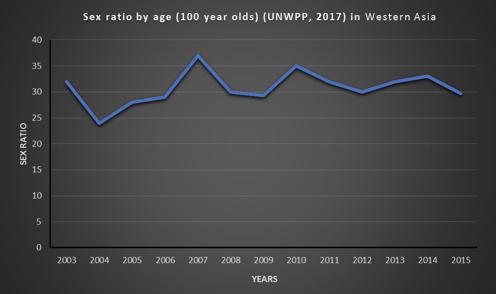 Sex ratio by age (100 year olds) (UNWPP, 2017) in Western Asia
40
35
30
25
20
15
10
5
0
SEX RATIO
2003 2004 2005 2006 2007 2008 2009 2010 2011 2012 2013 2014 2015
YEARS